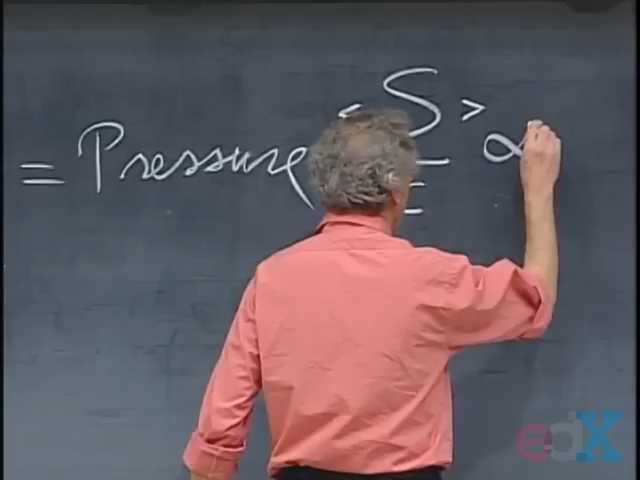 = Pressure < S > α
edX